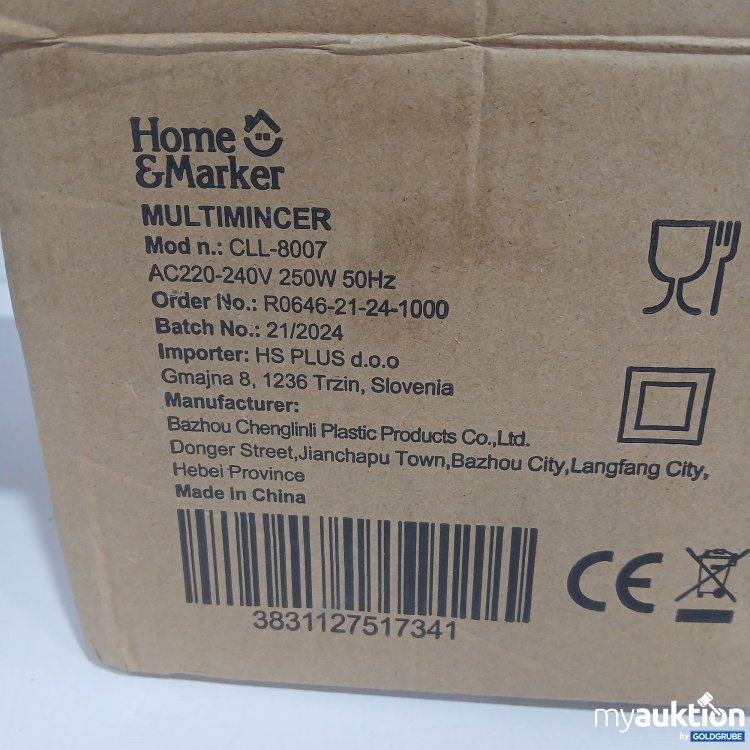 Home
&Marker
MULTIMINCER
Mod n.: CLL-8007
AC220-240V 250W 50Hz
Order No.: R0646-21-24-1000
Batch No.: 21/2024
Importer: HS PLUS d.o.o
Gmajna 8, 1236 Trzin, Slovenia
Manufacturer:
Bazhou Chenglinli Plastic Products Co.,Ltd.
Donger Street,Jianchapu Town,Bazhou City,Langfang City,
Hebei Province
Made in China
CE
3831127517341
myauktion
by GOLDGRUBE